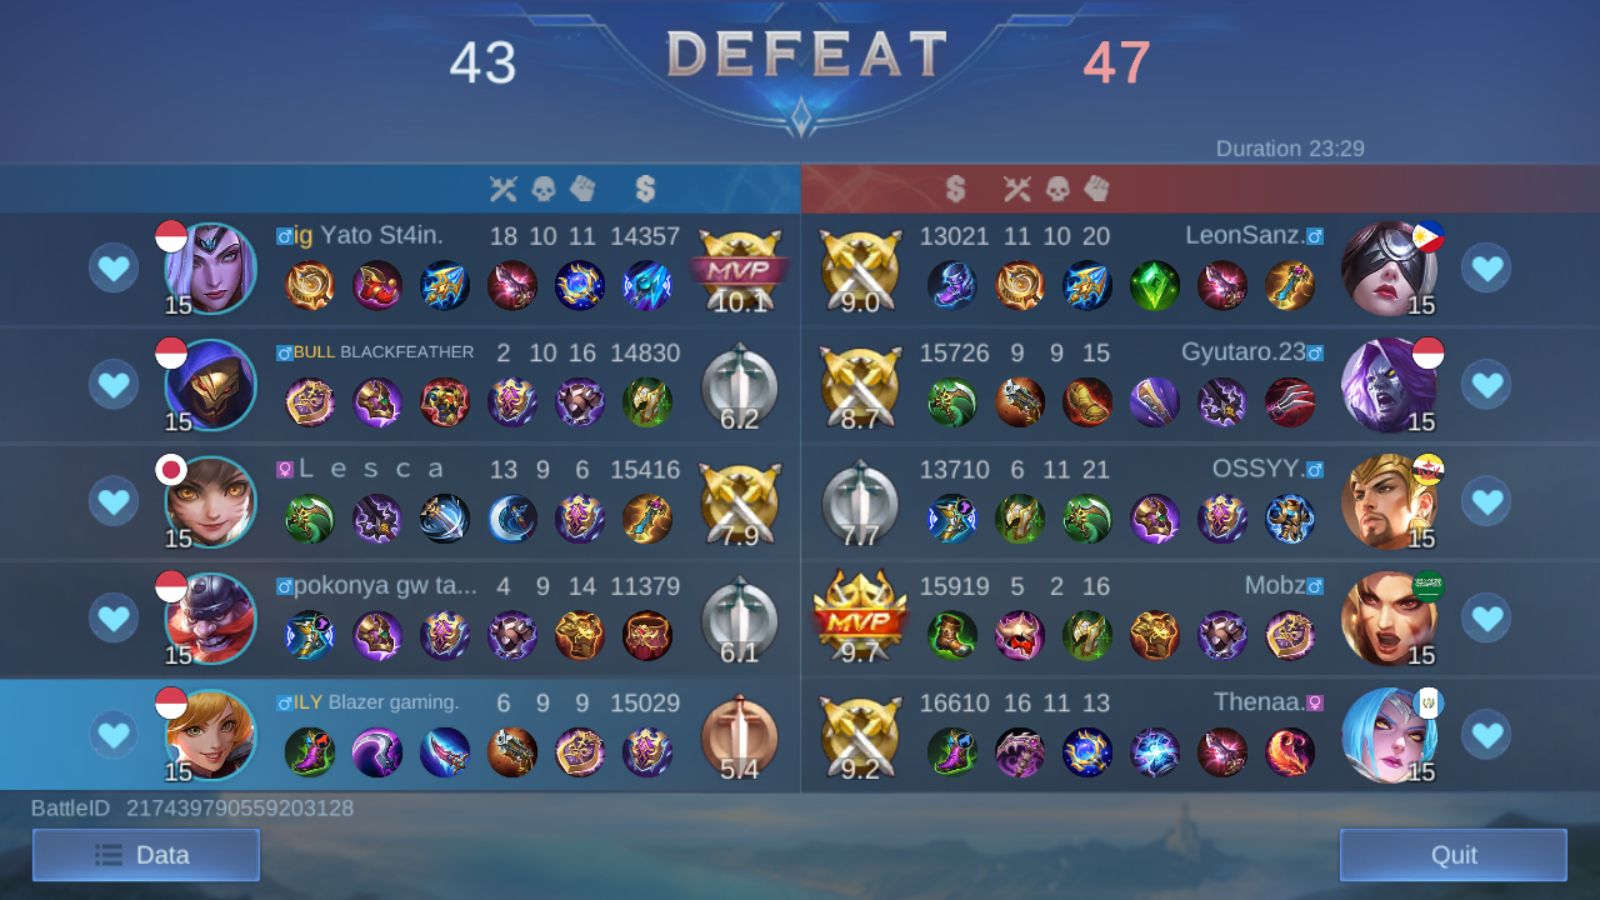 43 DEFEAT 47
Duration 23:29
ig Yato St4in. 18 10 11 14357 MVP 10.1 15
9.0 13021 11 10 20 LeonSanz. 15
BULL BLACKFEATHER 2 10 16 14830 6.2 15
8.7 15726 9 9 15 Gyutaro.23 15
L e s c a 13 9 6 15416 7.9 15
7.7 13710 6 11 21 OSSYY. 15
pokonya gw ta... 4 9 14 11379 6.1 15
MVP 9.7 15919 5 2 16 Mobz 15
ILY Blazer gaming. 6 9 9 15029 5.4 15
9.2 16610 16 11 13 Thenaa. 15
BattleID 217439790559203128
Data
Quit